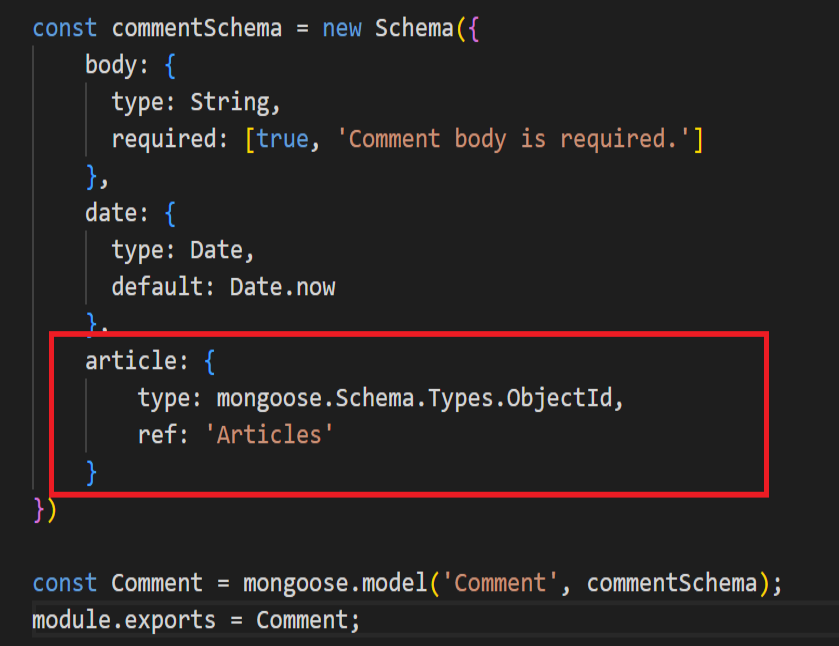 const commentSchema = new Schema({
body: {
type: String,
required: [true, 'Comment body is required.']
},
date: {
type: Date,
default: Date.now
},
article: {
type: mongoose.Schema.Types.ObjectId,
ref: 'Articles'
}
})
const Comment = mongoose.model('Comment', commentSchema);
module.exports = Comment;